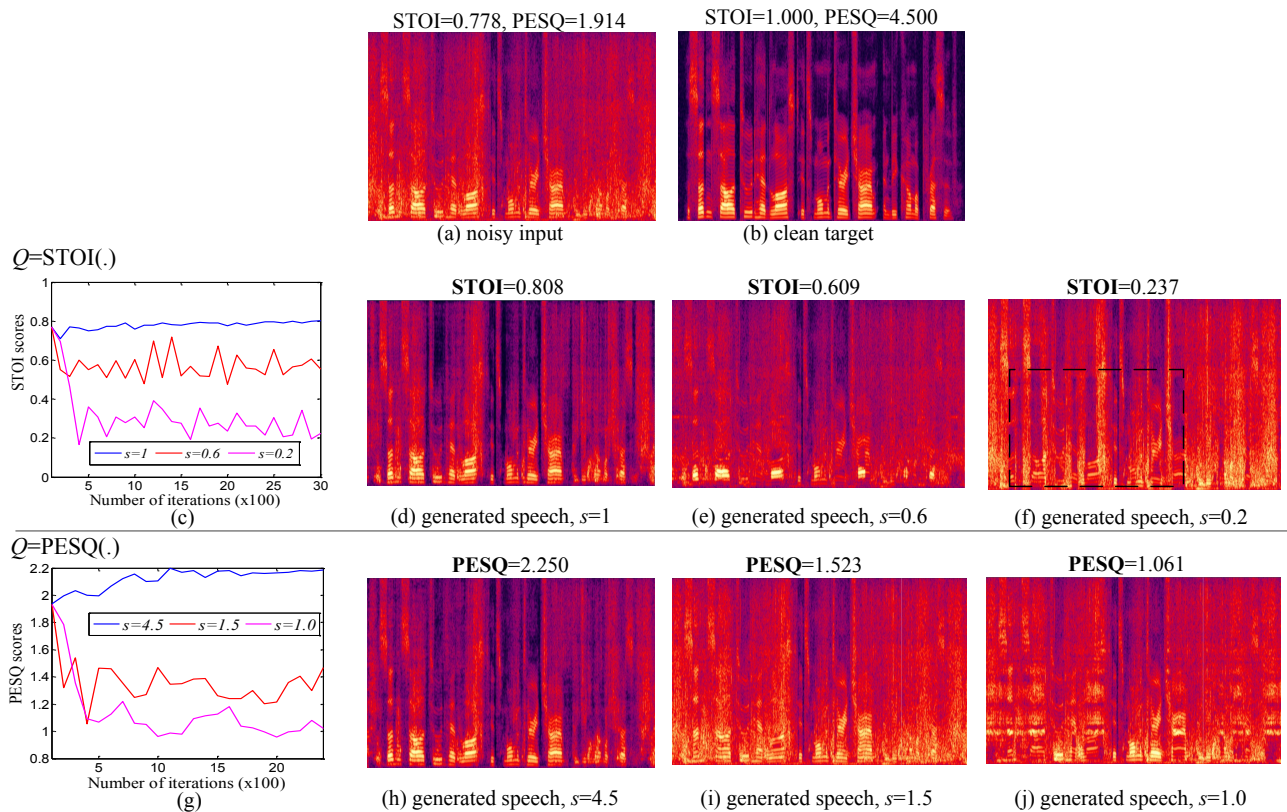 STOI=0.778, PESQ=1.914
STOI=1.000, PESQ=4.500
(a) noisy input
(b) clean target
Q=STOI(.)
STOI scores
1
0.8
0.6
0.4
0.2
0
s=1
s=0.6
s=0.2
5
10
15
20
25
30
Number of iterations (x100)
(c)
STOI=0.808
(d) generated speech, s=1
STOI=0.609
(e) generated speech, s=0.6
STOI=0.237
(f) generated speech, s=0.2
Q=PESQ(.)
PESQ scores
2.2
2
1.8
1.6
1.4
1.2
1
0.8
s=4.5
s=1.5
s=1.0
5
10
15
20
Number of iterations (x100)
(g)
PESQ=2.250
(h) generated speech, s=4.5
PESQ=1.523
(i) generated speech, s=1.5
PESQ=1.061
(j) generated speech, s=1.0